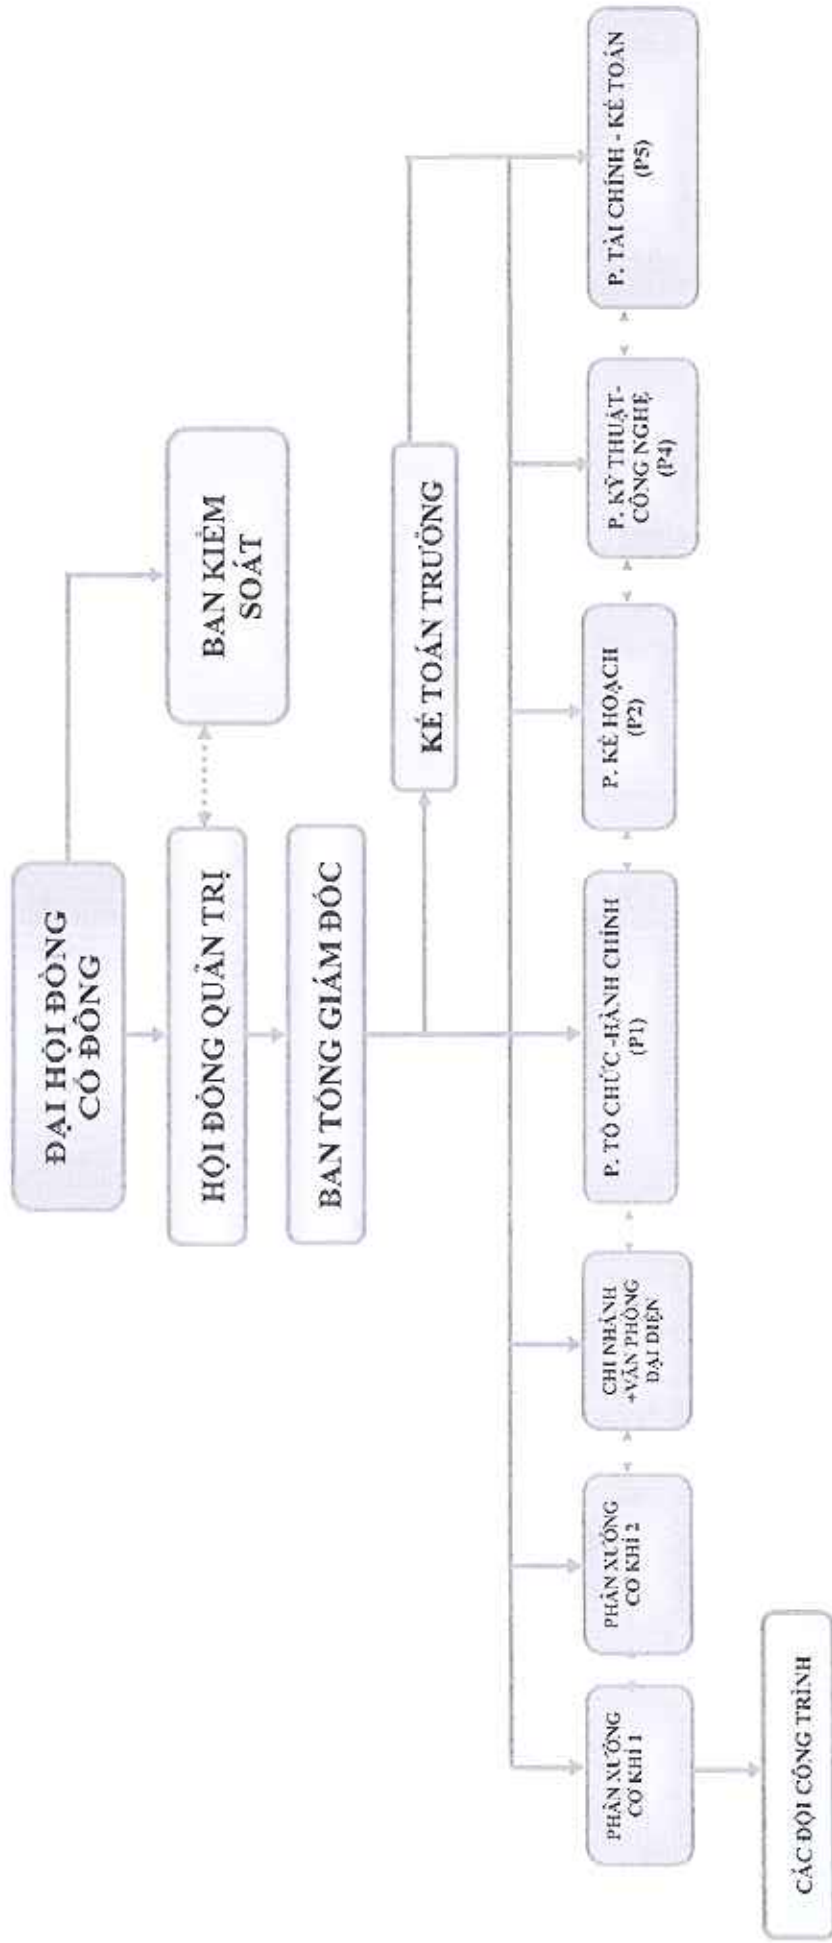 ĐẠI HỘI ĐỒNG
CỔ ĐÔNG
BAN KIỂM
SOÁT
HỘI ĐỒNG QUẢN TRỊ
BAN TỔNG GIÁM ĐỐC
KẾ TOÁN TRƯỞNG
PHÂN XƯỞNG
CƠ KHÍ 1
PHÂN XƯỞNG
CƠ KHÍ 2
CHI NHÁNH
+VĂN PHÒNG
ĐẠI DIỆN
P. TỔ CHỨC -HÀNH CHÍNH
(P1)
P. KẾ HOẠCH
(P2)
P. KỸ THUẬT-
CÔNG NGHỆ
(P4)
P. TÀI CHÍNH - KẾ TOÁN
(P5)
CÁC ĐỘI CÔNG TRÌNH